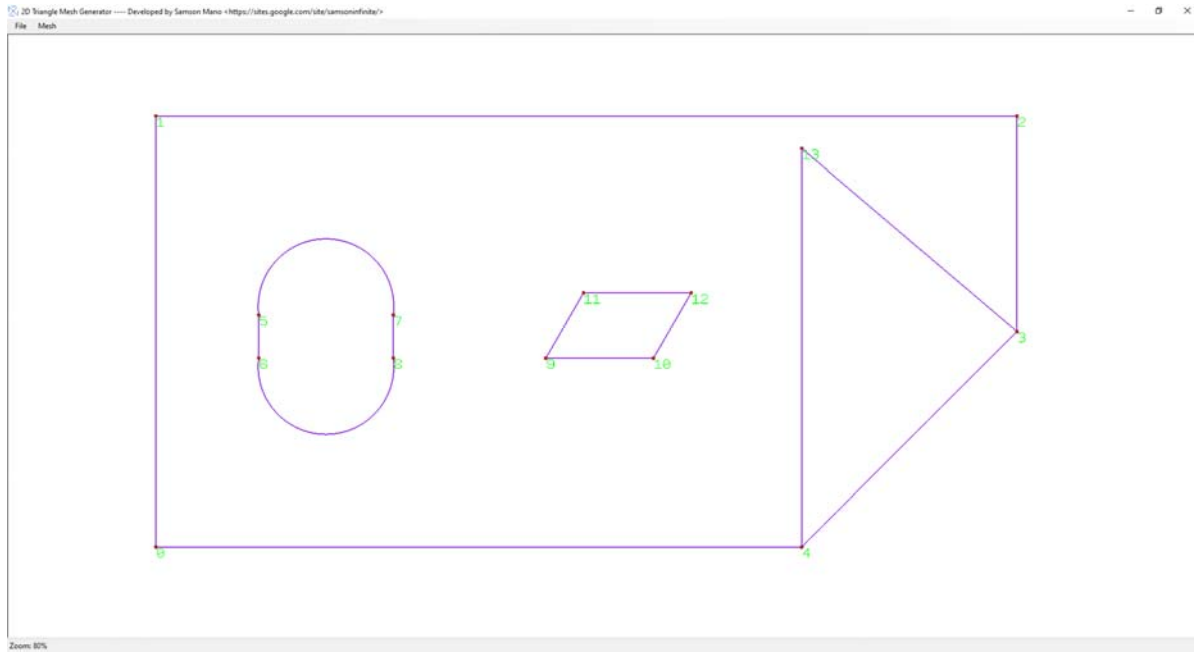 2D Triangle Mesh Generator ---- Developed by Samson Mano <https://sites.google.com/site/samsoninfinite/>
File Mesh
1
2
13
11 12
5 7
3
6 8 9 10
0 4
Zoom: 80%